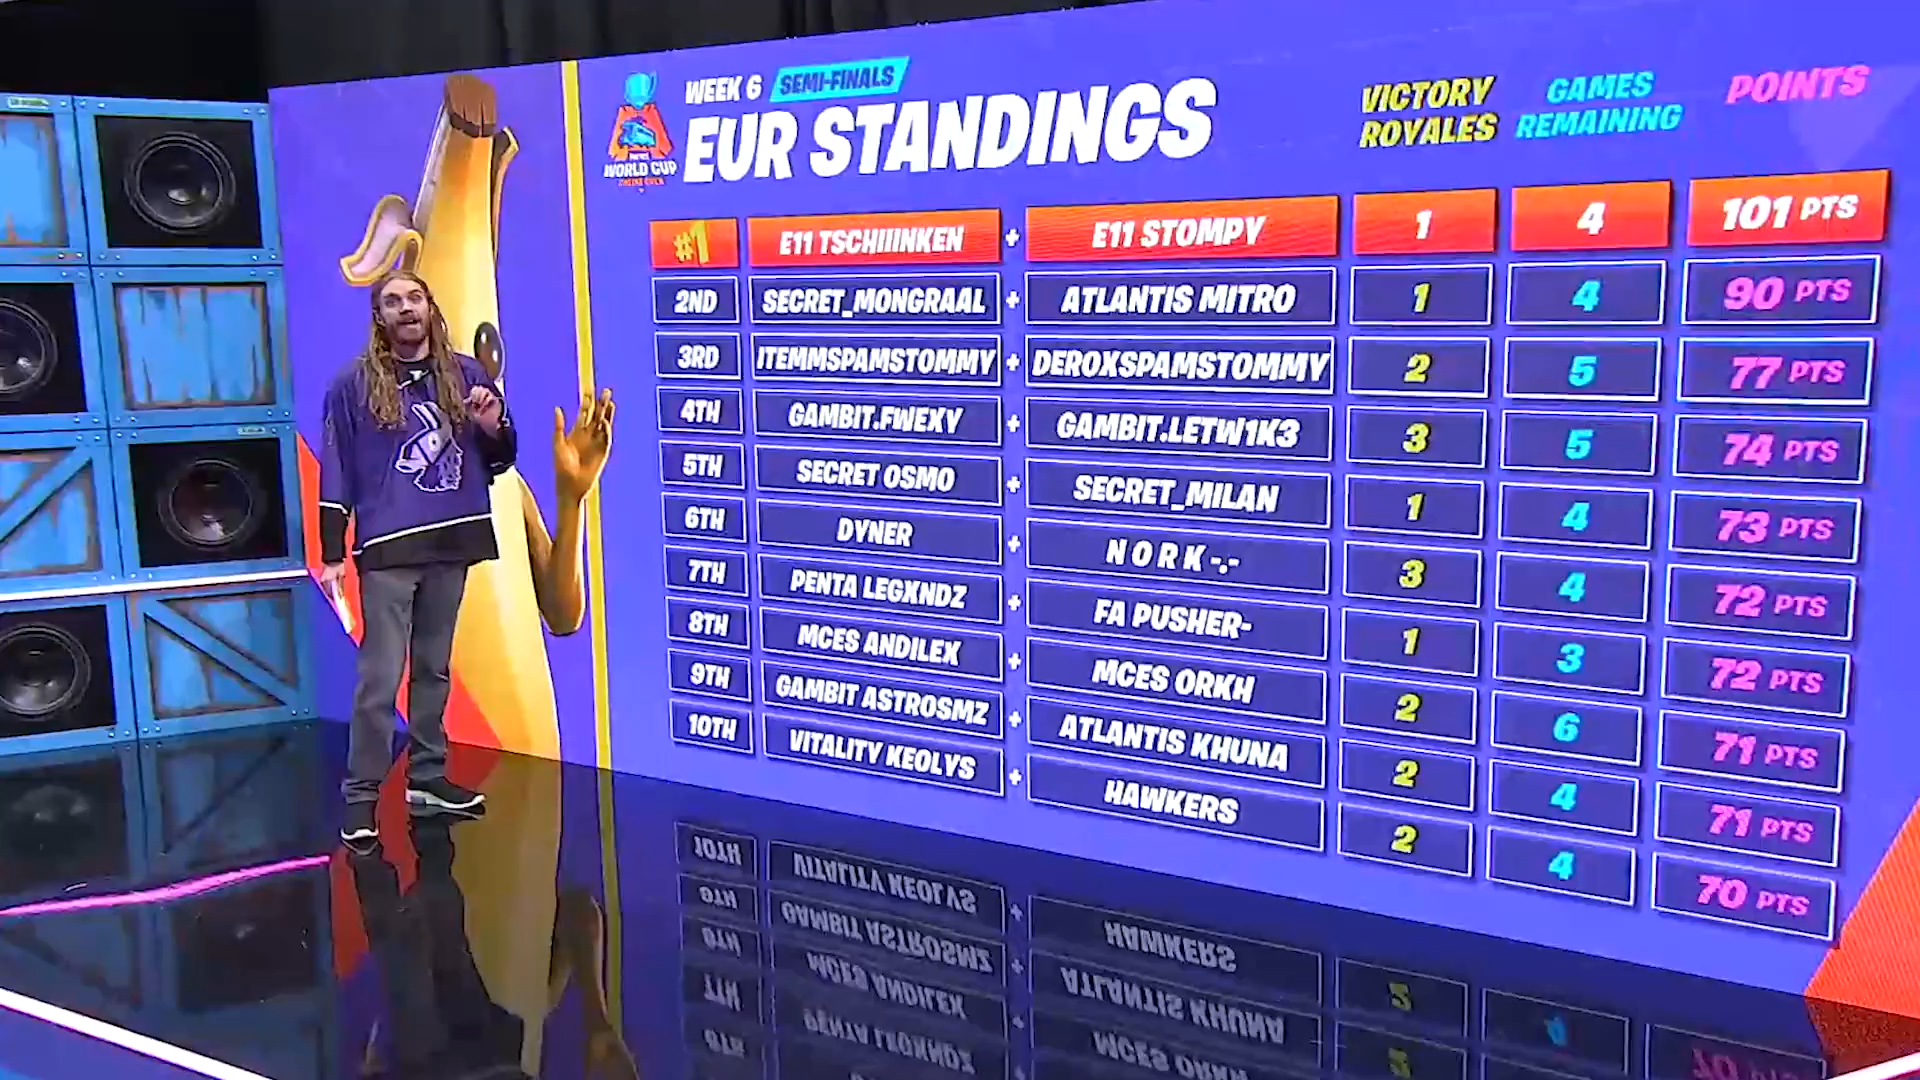 WEEK 6 SEMI-FINALS
EUR STANDINGS
WORLD CUP
VICTORY ROYALES
GAMES REMAINING
POINTS
#1 E11 TSCHIIINKEN + E11 STOMPY 1 4 101 PTS
2ND SECRET_MONGRAAL + ATLANTIS MITRO 1 4 90 PTS
3RD ITEMMSPAMSTOMMY + DEROXSPAMSTOMMY 2 5 77 PTS
4TH GAMBIT.FWEXY + GAMBIT.LETW1K3 3 5 74 PTS
5TH SECRET OSMO + SECRET_MILAN 1 4 73 PTS
6TH DYNER + N O R K -.- 3 4 72 PTS
7TH PENTA LEGXNDZ + FA PUSHER- 1 3 72 PTS
8TH MCES ANDILEX + MCES ORKH 2 6 71 PTS
9TH GAMBIT ASTROSMZ + ATLANTIS KHUNA 2 4 71 PTS
10TH VITALITY KEOLYS + HAWKERS 2 4 70 PTS